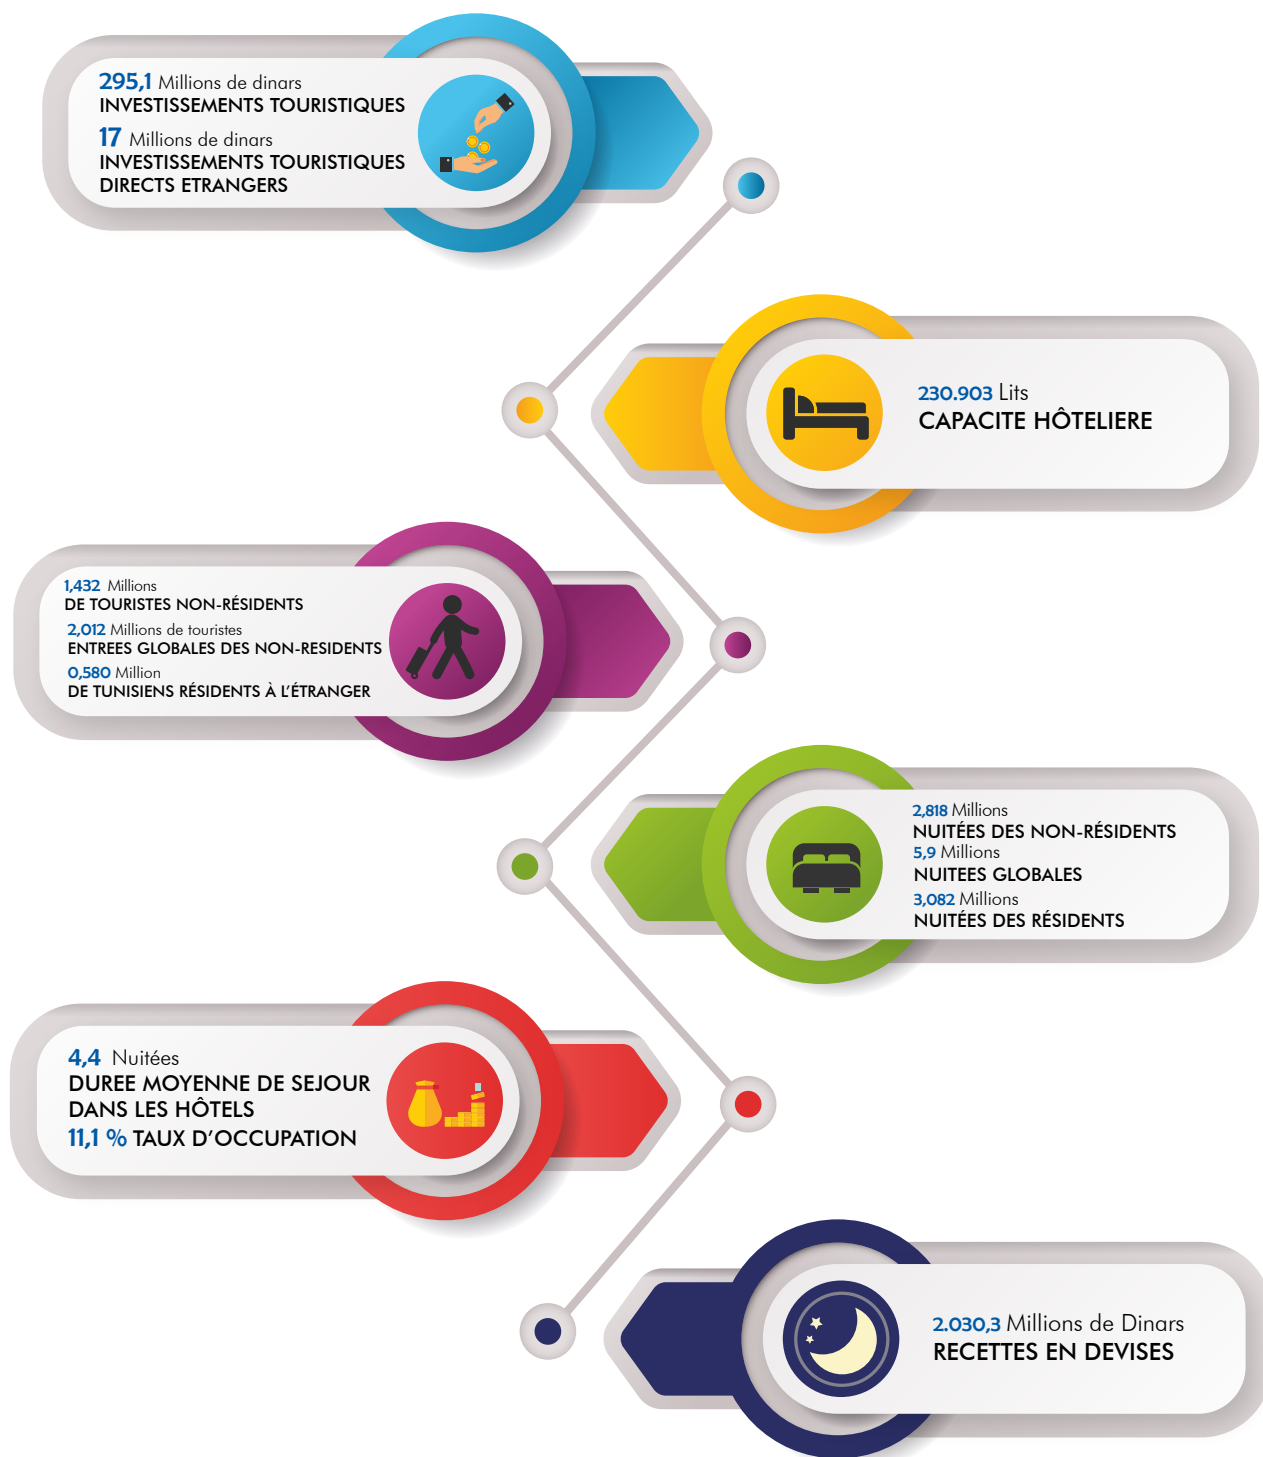 295,1 Millions de dinars
INVESTISSEMENTS TOURISTIQUES
17 Millions de dinars
INVESTISSEMENTS TOURISTIQUES
DIRECTS ETRANGERS
230.903 Lits
CAPACITE HÔTELIERE
1,432 Millions
DE TOURISTES NON-RÉSIDENTS
2,012 Millions de touristes
ENTREES GLOBALES DES NON-RESIDENTS
0,580 Million
DE TUNISIENS RÉSIDENTS À L'ÉTRANGER
2,818 Millions
NUITÉES DES NON-RÉSIDENTS
5,9 Millions
NUITEES GLOBALES
3,082 Millions
NUITÉES DES RÉSIDENTS
4,4 Nuitées
DUREE MOYENNE DE SEJOUR
DANS LES HÔTELS
11,1 % TAUX D'OCCUPATION
2.030,3 Millions de Dinars
RECETTES EN DEVISES